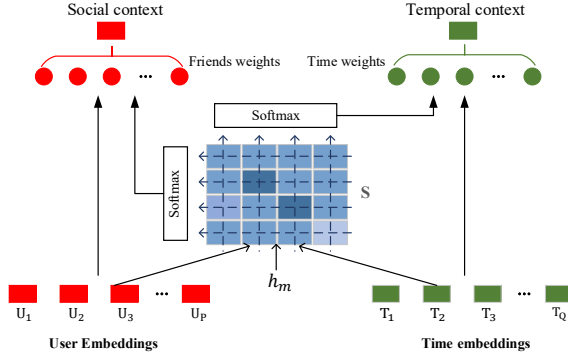 Social context
Temporal context
Friends weights
Time weights
...
...
Softmax
Softmax
S
h_m
...
...
U_1
U_2
U_3
U_P
T_1
T_2
T_3
T_Q
User Embeddings
Time embeddings